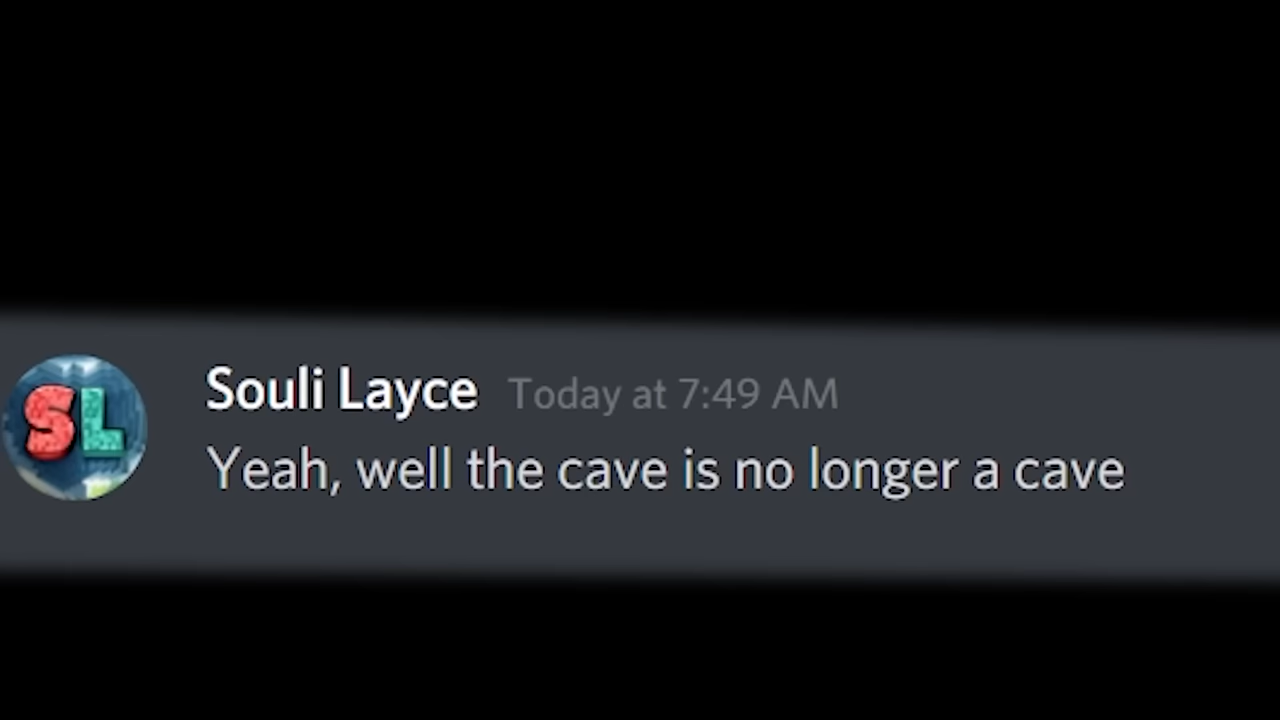 SL
Souli Layce Today at 7:49 AM
Yeah, well the cave is no longer a cave